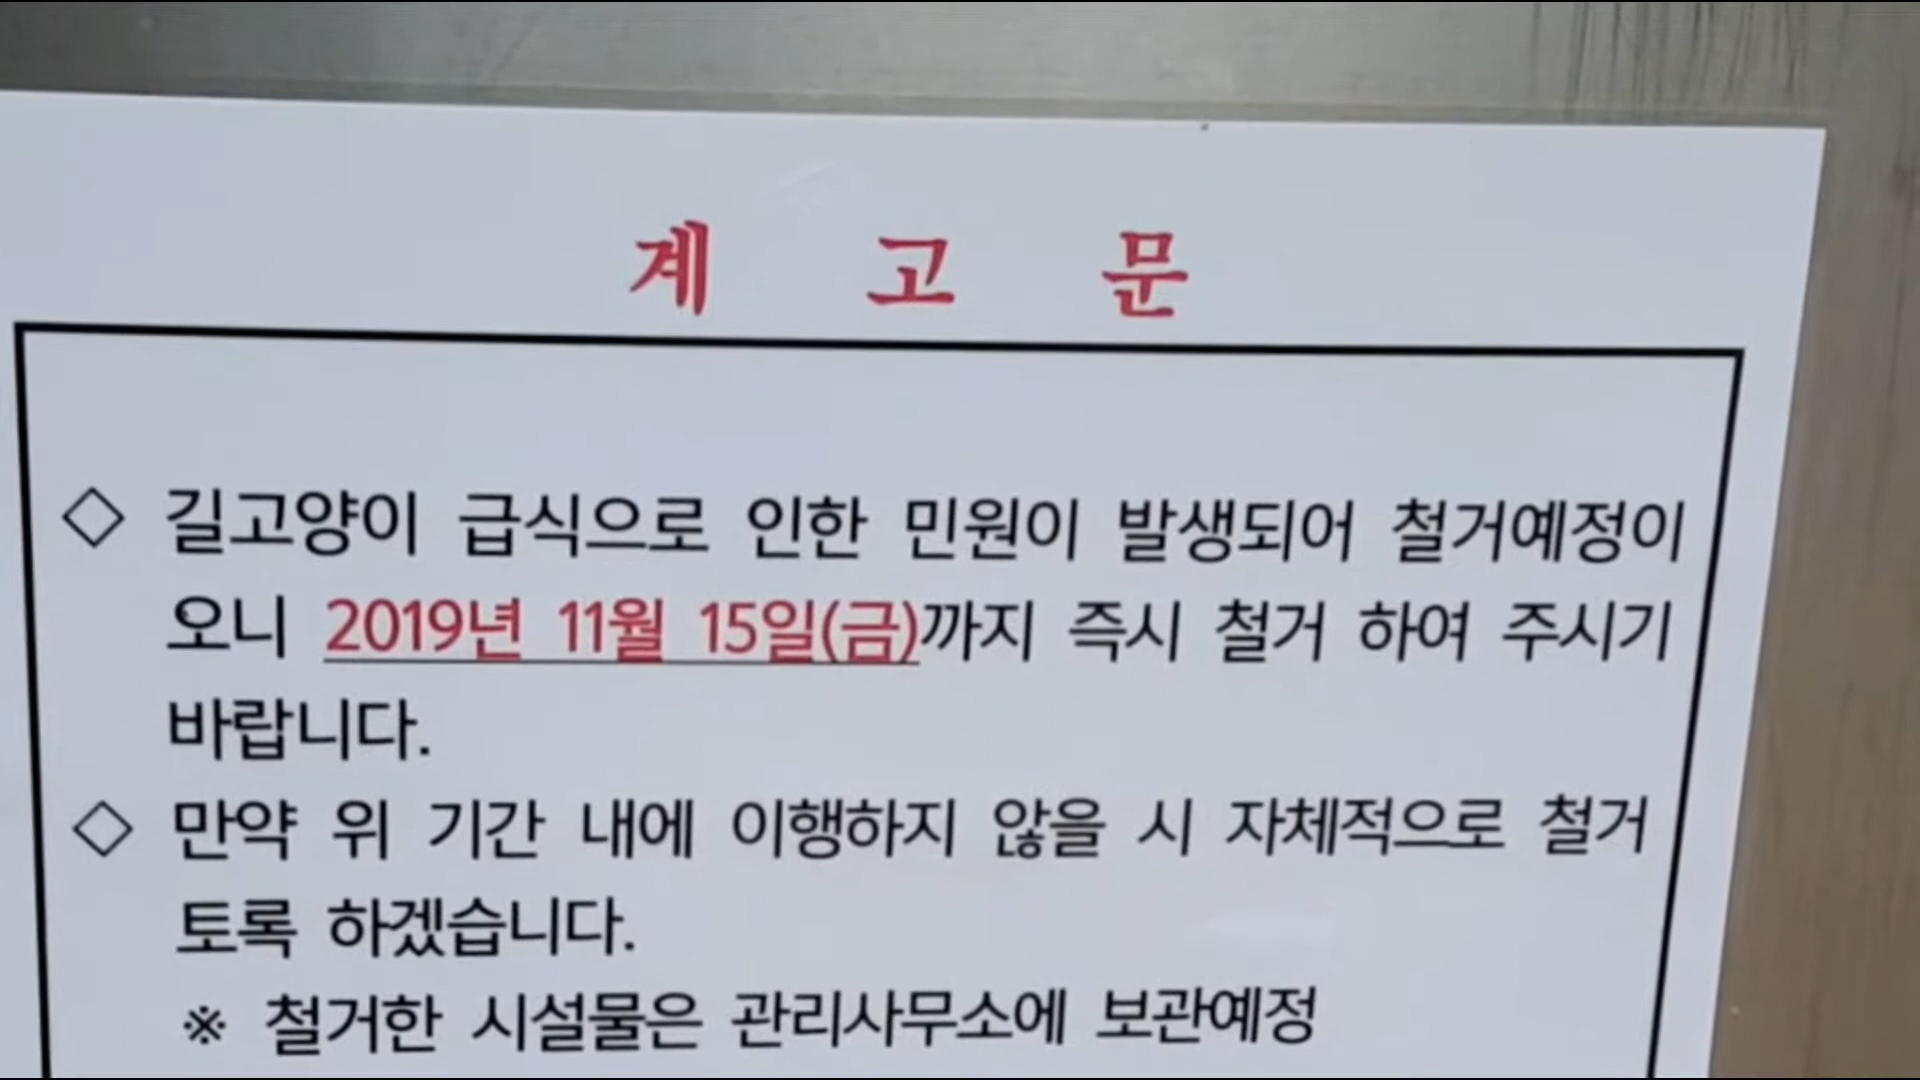 계 고 문
◇ 길고양이 급식으로 인한 민원이 발생되어 철거예정이
오니 2019년 11월 15일(금)까지 즉시 철거 하여 주시기
바랍니다.
◇ 만약 위 기간 내에 이행하지 않을 시 자체적으로 철거
토록 하겠습니다.
※ 철거한 시설물은 관리사무소에 보관예정